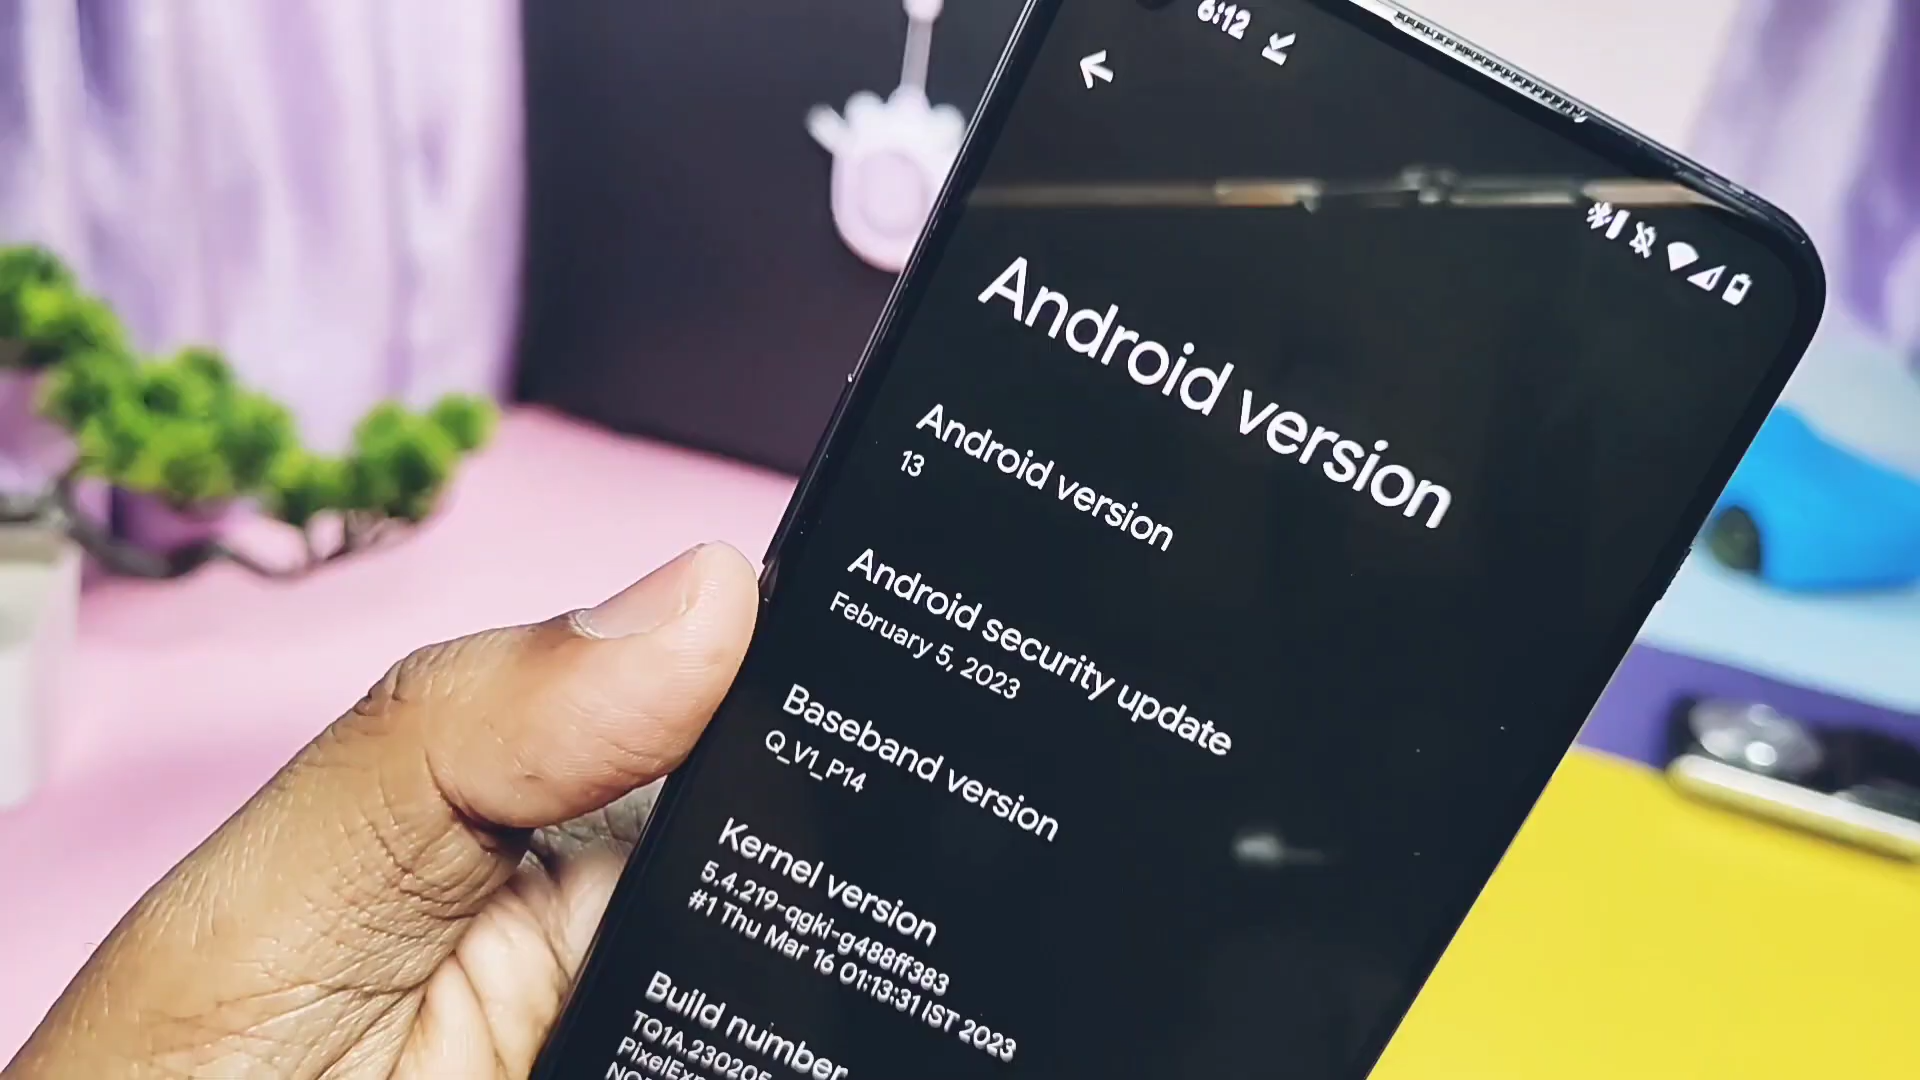 6:12
Android version
Android version
13
Android security update
February 5, 2023
Baseband version
Q_V1_P14
Kernel version
5.4.219-qgki-g488ff383
#1 Thu Mar 16 01:13:31 IST 2023
Build number